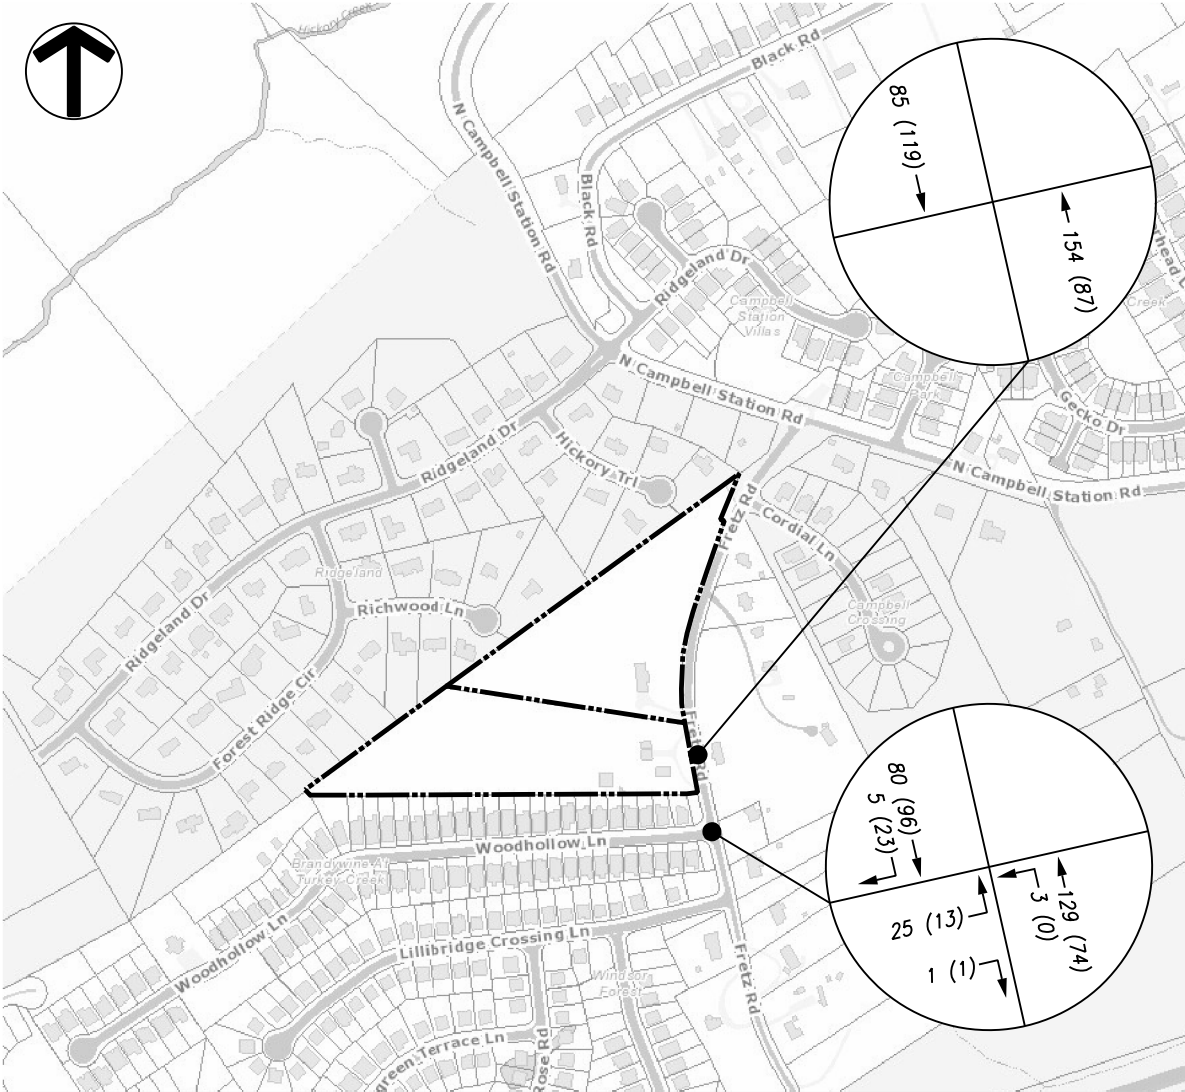 Hickory Creek
Black Rd
N Campbell Station Rd
Black Rd
Ridgeland Dr
Campbell
Station
Villas
85 (119)
154 (87)
Creek
N Campbell Station Rd
Campbell
Park
Gecko Dr
Ridgeland Dr
Hickory Trl
N Campbell Station Rd
Fretz Rd
Cordial Ln
Ridgeland
Richwood Ln
Campbell
Crossing
Ridgeland Dr
Forest Ridge Cir
Fretz Rd
80 (96)
5 (23)
129 (74)
3 (0)
25 (13)
1 (1)
Woodhollow Ln
Brandywine At
Turkey Creek
Woodhollow Ln
Lillibridge Crossing Ln
Windsor
Forest
Fretz Rd
green Terrace Ln
Rose Rd